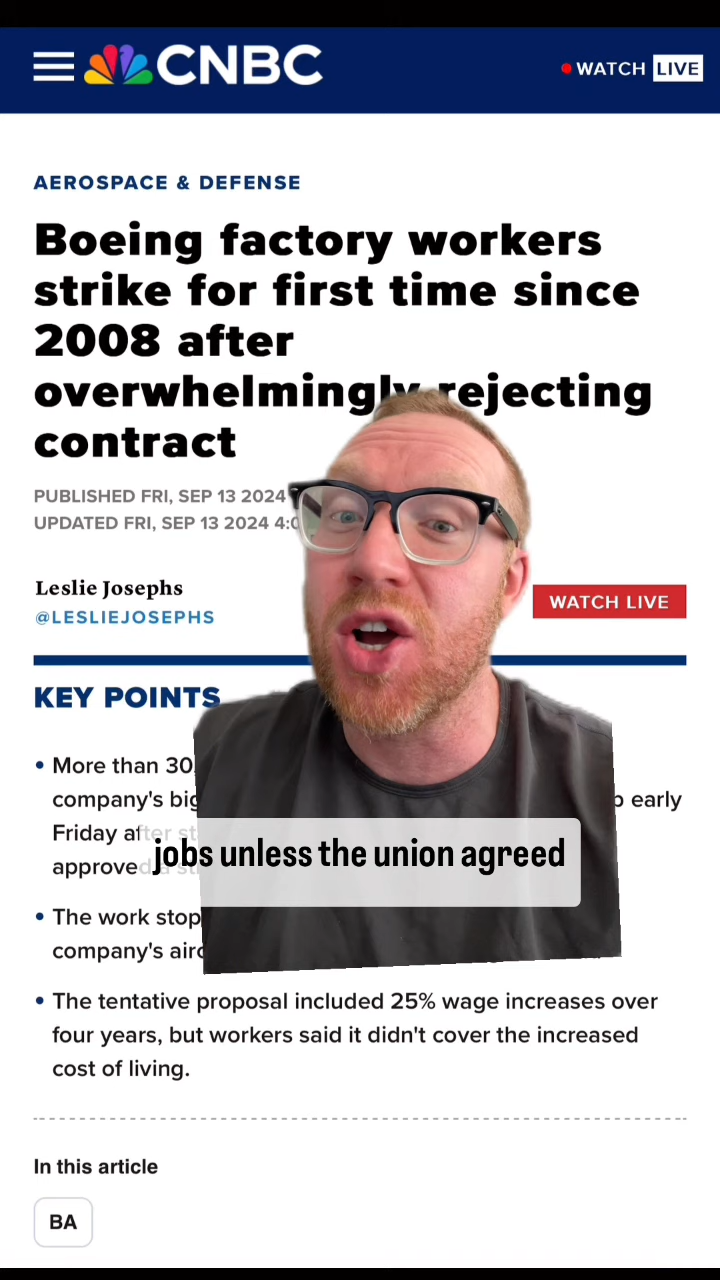 CNBC
WATCH LIVE
AEROSPACE & DEFENSE
Boeing factory workers
strike for first time since
2008 after
overwhelmingly rejecting
contract
PUBLISHED FRI, SEP 13 2024
UPDATED FRI, SEP 13 2024
Leslie Josephs
@LESLIEJOSEPHS
WATCH LIVE
KEY POINTS
• More than
company's early
Friday after
approved
jobs unless the union agreed
• The work
company's
• The tentative proposal included 25% wage increases over
four years, but workers said it didn't cover the increased
cost of living.
In this article
BA